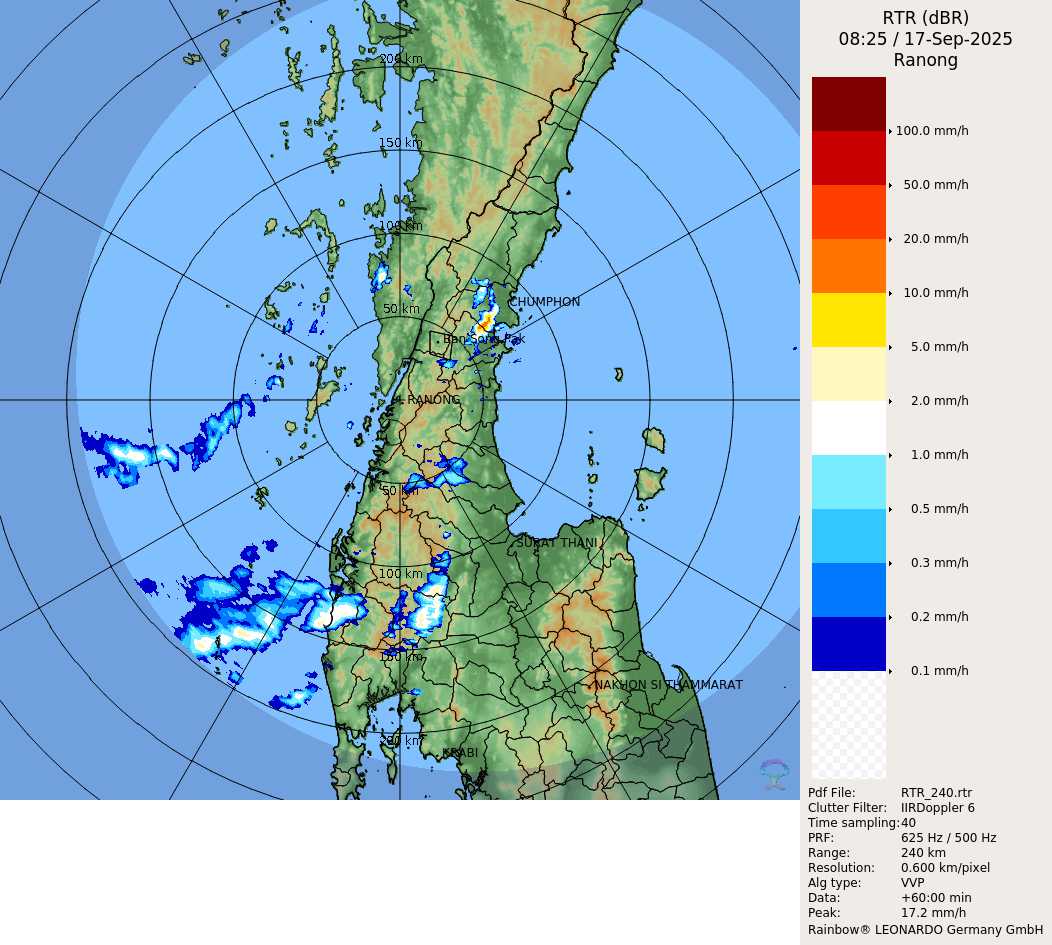 RTR (dBR)
08:25 / 17-Sep-2025
Ranong
200 km
150 km
100 km
50 km
CHUMPHON
Ban Song Pak
RANONG
50 km
SURAT THANI
100 km
150 km
NAKHON SI THAMMARAT
200 km
KRABI
100.0 mm/h
50.0 mm/h
20.0 mm/h
10.0 mm/h
5.0 mm/h
2.0 mm/h
1.0 mm/h
0.5 mm/h
0.3 mm/h
0.2 mm/h
0.1 mm/h
Pdf File: RTR_240.rtr
Clutter Filter: IIRDoppler 6
Time sampling: 40
PRF: 625 Hz / 500 Hz
Range: 240 km
Resolution: 0.600 km/pixel
Alg type: VVP
Data: +60:00 min
Peak: 17.2 mm/h
Rainbow® LEONARDO Germany GmbH